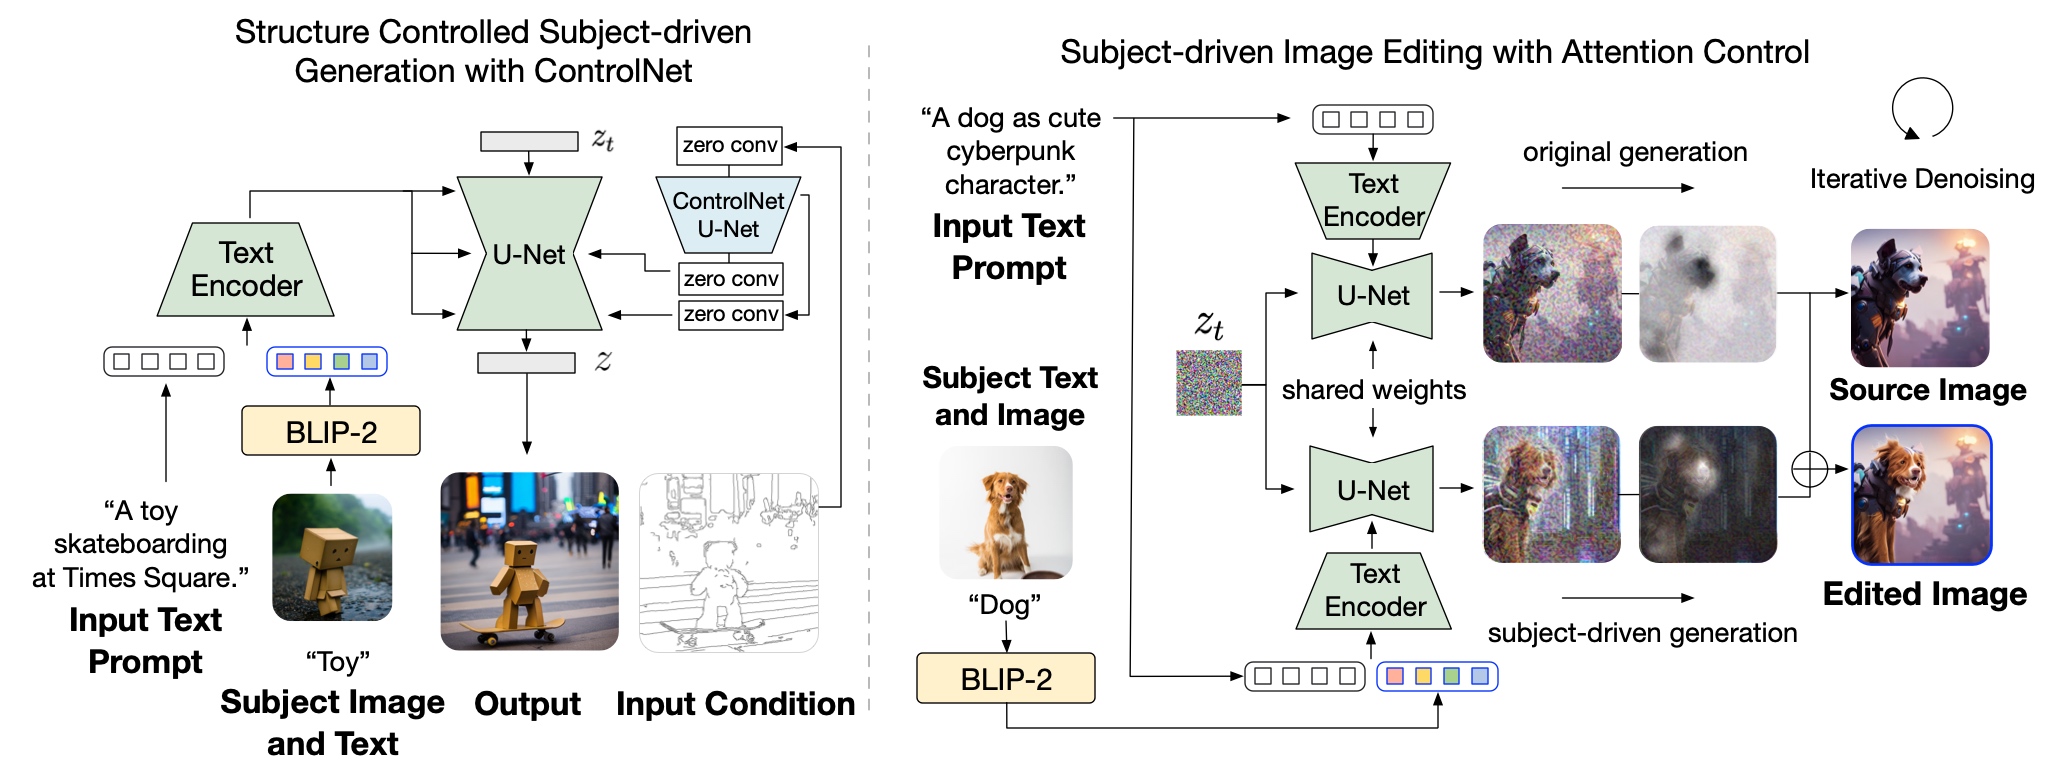 Structure Controlled Subject-driven
Generation with ControlNet
z_t
zero conv
ControlNet
U-Net
zero conv
zero conv
U-Net
Text
Encoder
z
BLIP-2
“A toy
skateboarding
at Times Square.”
Input Text
Prompt
“Toy”
Subject Image
and Text
Output
Input Condition
Subject-driven Image Editing with Attention Control
“A dog as cute
cyberpunk
character.”
Input Text
Prompt
Text
Encoder
original generation
Iterative Denoising
U-Net
z_t
shared weights
Source Image
Subject Text
and Image
“Dog”
BLIP-2
U-Net
Text
Encoder
subject-driven generation
Edited Image